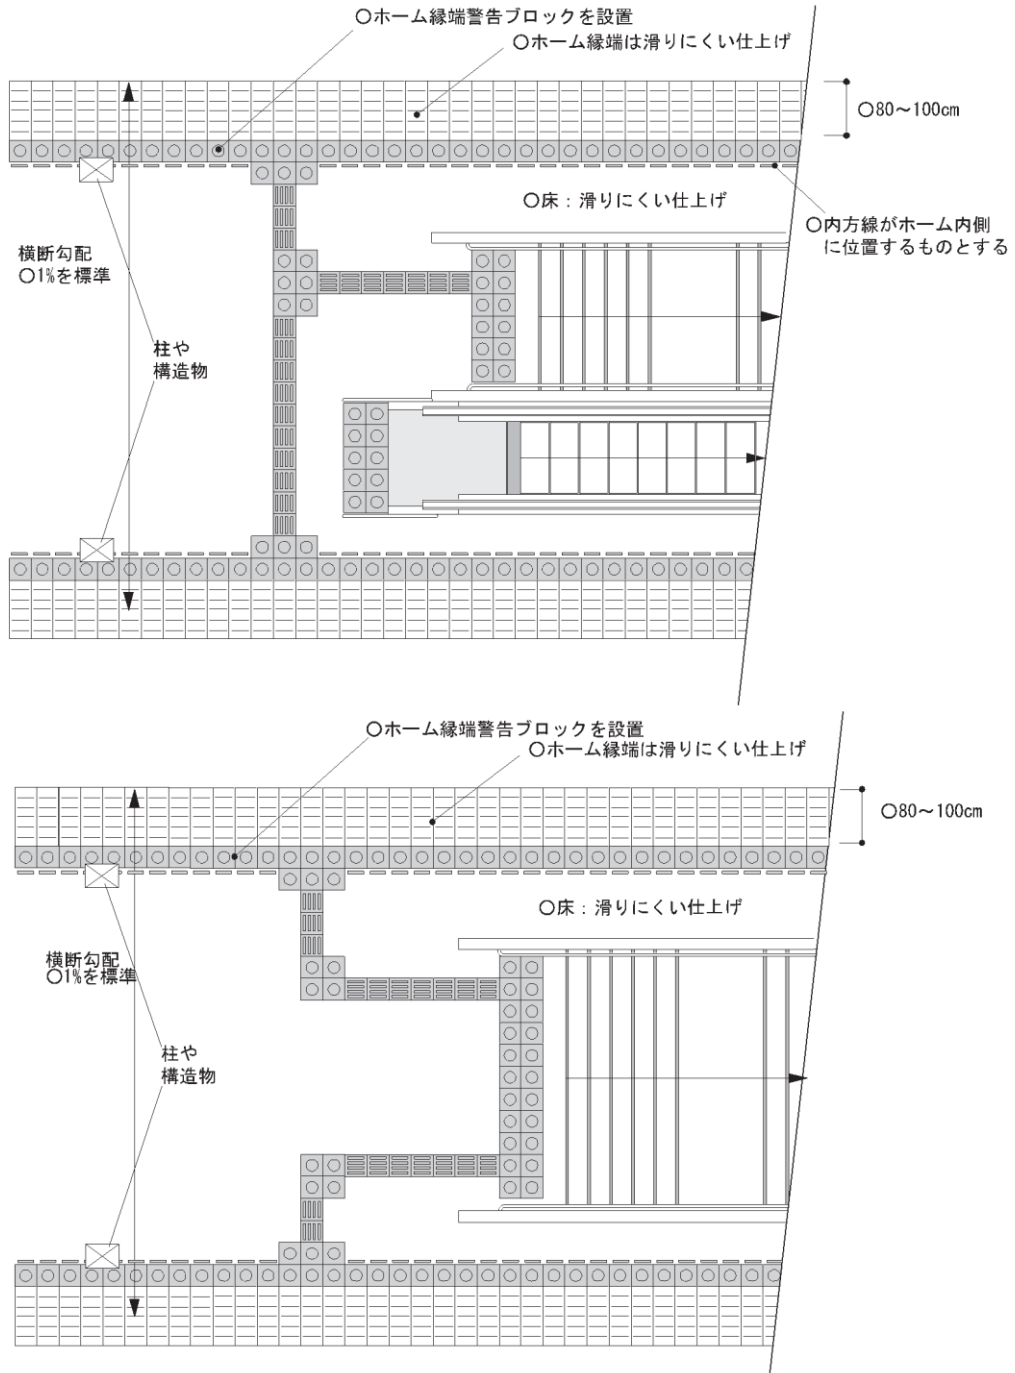 ○ホーム縁端警告ブロックを設置
○ホーム縁端は滑りにくい仕上げ
○80～100cm
○床：滑りにくい仕上げ
○内方線がホーム内側
に位置するものとする
横断勾配
○1%を標準
柱や
構造物
○ホーム縁端警告ブロックを設置
○ホーム縁端は滑りにくい仕上げ
○80～100cm
○床：滑りにくい仕上げ
横断勾配
○1%を標準
柱や
構造物